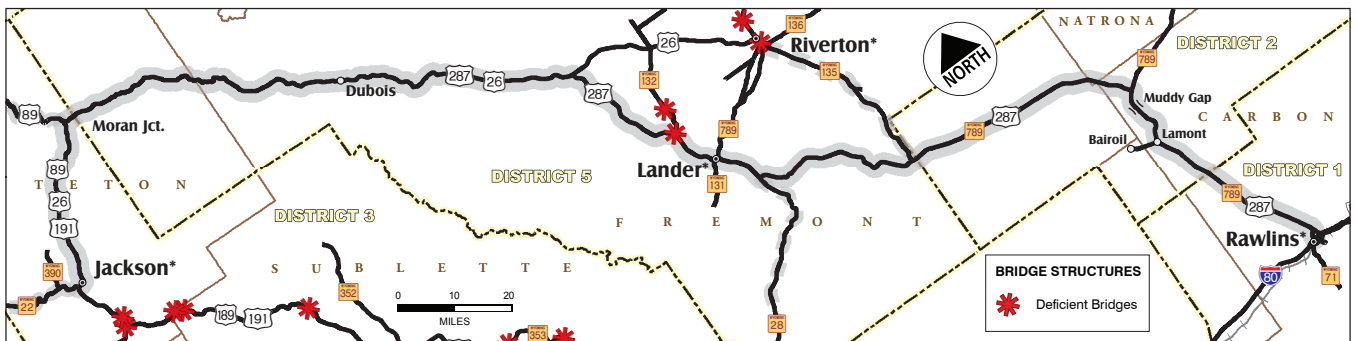 136
NATRONA
26
Riverton*
NORTH
DISTRICT 2
132
135
789
287
26
Dubois
287
89
Moran Jct.
Muddy Gap
CARBON
789
287
789
Bairoil
Lamont
89
TETON
DISTRICT 5
Lander*
131
DISTRICT 1
26
DISTRICT 3
FREMONT
789
287
191
Rawlins*
390
Jackson*
SUBLETTE
BRIDGE STRUCTURES
80
71
22
352
0 10 20
MILES
Deficient Bridges
189
191
28
353